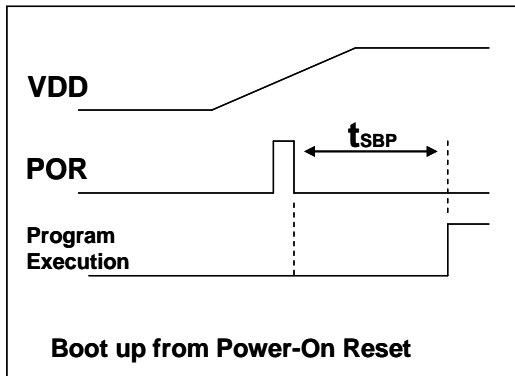 VDD
tSBP
POR
Program
Execution
Boot up from Power-On Reset